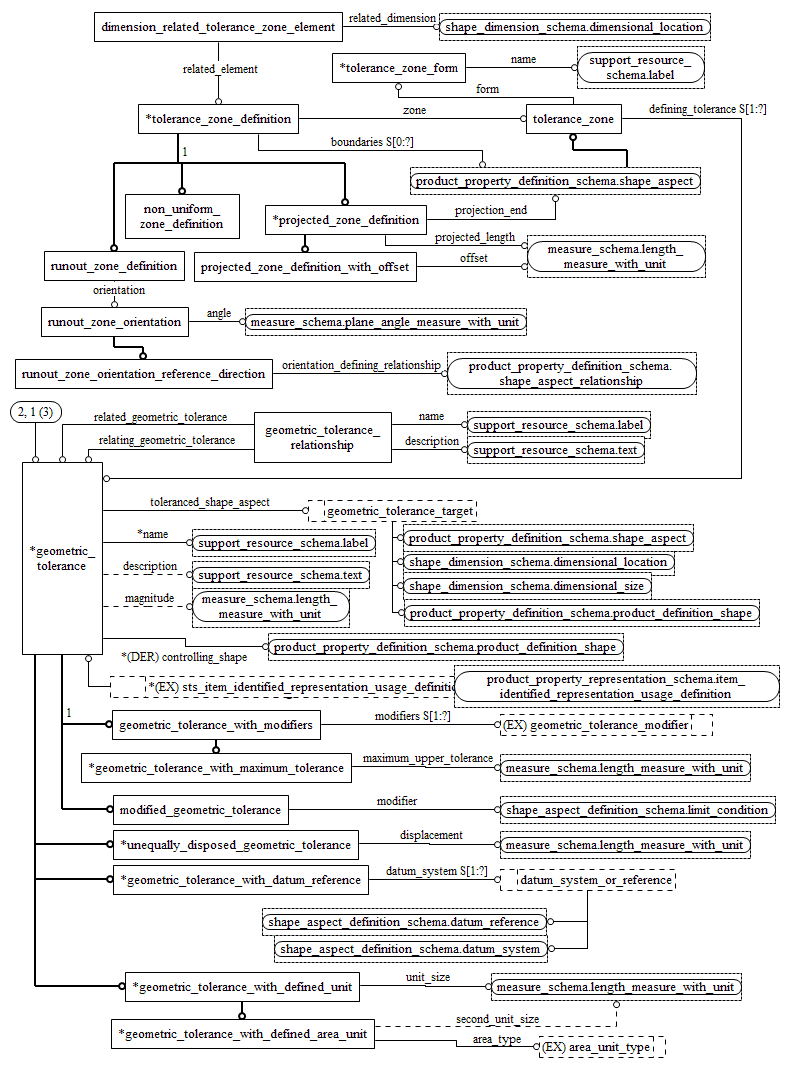 dimension_related_tolerance_zone_element
related_dimension
shape_dimension_schema.dimensional_location
related_element
*tolerance_zone_form
name
support_resource_
schema.label
form
*tolerance_zone_definition
zone
tolerance_zone
defining_tolerance S[1:?]
boundaries S[0:?]
1
product_property_definition_schema.shape_aspect
non_uniform_
zone_definition
*projected_zone_definition
projection_end
projected_length
measure_schema.length_
measure_with_unit
runout_zone_definition
projected_zone_definition_with_offset
offset
orientation
runout_zone_orientation
angle
measure_schema.plane_angle_measure_with_unit
runout_zone_orientation_reference_direction
orientation_defining_relationship
product_property_definition_schema.
shape_aspect_relationship
2, 1 (3)
related_geometric_tolerance
relating_geometric_tolerance
geometric_tolerance_
relationship
name
support_resource_schema.label
description
support_resource_schema.text
*geometric_
tolerance
toleranced_shape_aspect
geometric_tolerance_target
*name
support_resource_schema.label
product_property_definition_schema.shape_aspect
shape_dimension_schema.dimensional_location
description
support_resource_schema.text
shape_dimension_schema.dimensional_size
magnitude
measure_schema.length_
measure_with_unit
product_property_definition_schema.product_definition_shape
*(DER) controlling_shape
product_property_definition_schema.product_definition_shape
*(EX) sts_item_identified_representation_usage_definitio
product_property_representation_schema.item_
identified_representation_usage_definition
1
geometric_tolerance_with_modifiers
modifiers S[1:?]
(EX) geometric_tolerance_modifier
*geometric_tolerance_with_maximum_tolerance
maximum_upper_tolerance
measure_schema.length_measure_with_unit
modified_geometric_tolerance
modifier
shape_aspect_definition_schema.limit_condition
*unequally_disposed_geometric_tolerance
displacement
measure_schema.length_measure_with_unit
*geometric_tolerance_with_datum_reference
datum_system S[1:?]
datum_system_or_reference
shape_aspect_definition_schema.datum_reference
shape_aspect_definition_schema.datum_system
*geometric_tolerance_with_defined_unit
unit_size
measure_schema.length_measure_with_unit
*geometric_tolerance_with_defined_area_unit
second_unit_size
area_type
(EX) area_unit_type